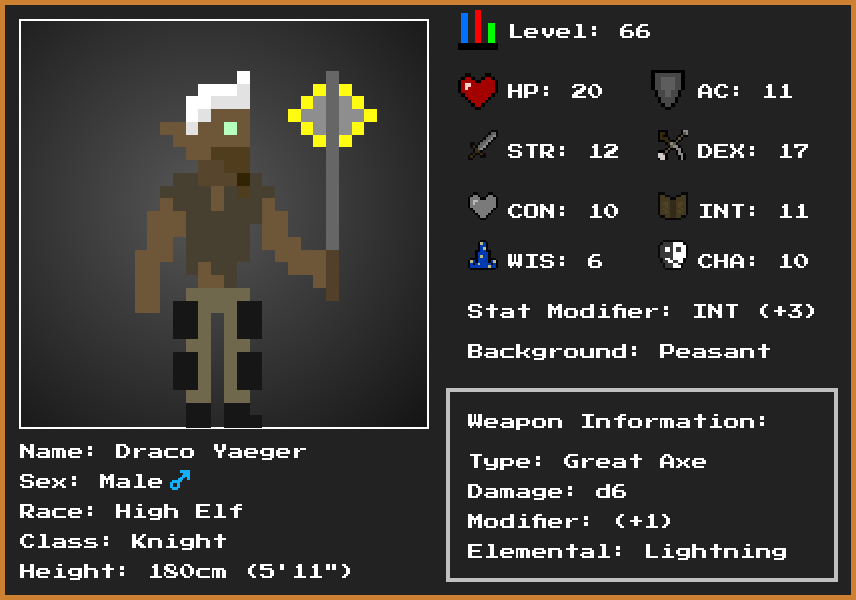 Level: 66
HP: 20 AC: 11
STR: 12 DEX: 17
CON: 10 INT: 11
WIS: 6 CHA: 10
Stat Modifier: INT (+3)
Background: Peasant
Weapon Information:
Type: Great Axe
Damage: d6
Modifier: (+1)
Elemental: Lightning
Name: Draco Yaeger
Sex: Male♂
Race: High Elf
Class: Knight
Height: 180cm (5'11")